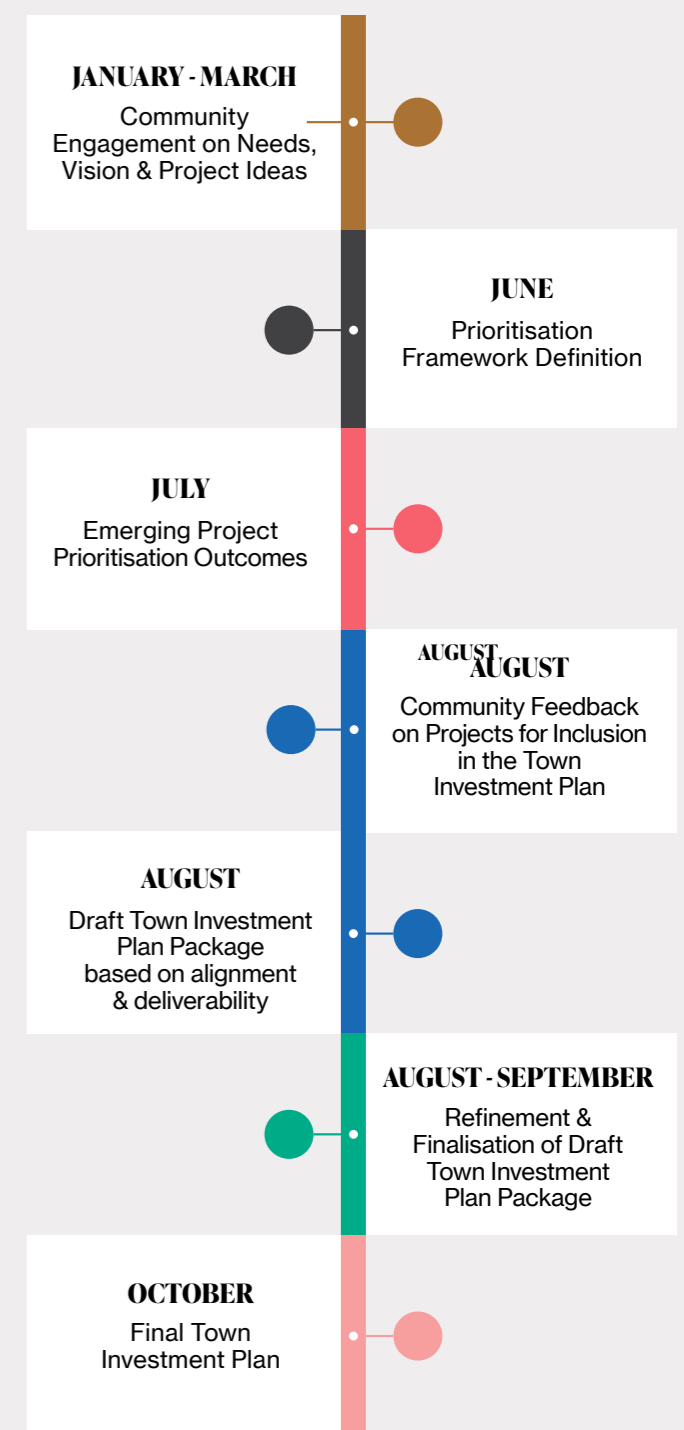 JANUARY - MARCH
Community
Engagement on Needs,
Vision & Project Ideas
JUNE
Prioritisation
Framework Definition
JULY
Emerging Project
Prioritisation Outcomes
AUGUST
AUGUST
Community Feedback
on Projects for Inclusion
in the Town
Investment Plan
AUGUST
Draft Town Investment
Plan Package
based on alignment
& deliverability
AUGUST - SEPTEMBER
Refinement &
Finalisation of Draft
Town Investment
Plan Package
OCTOBER
Final Town
Investment Plan